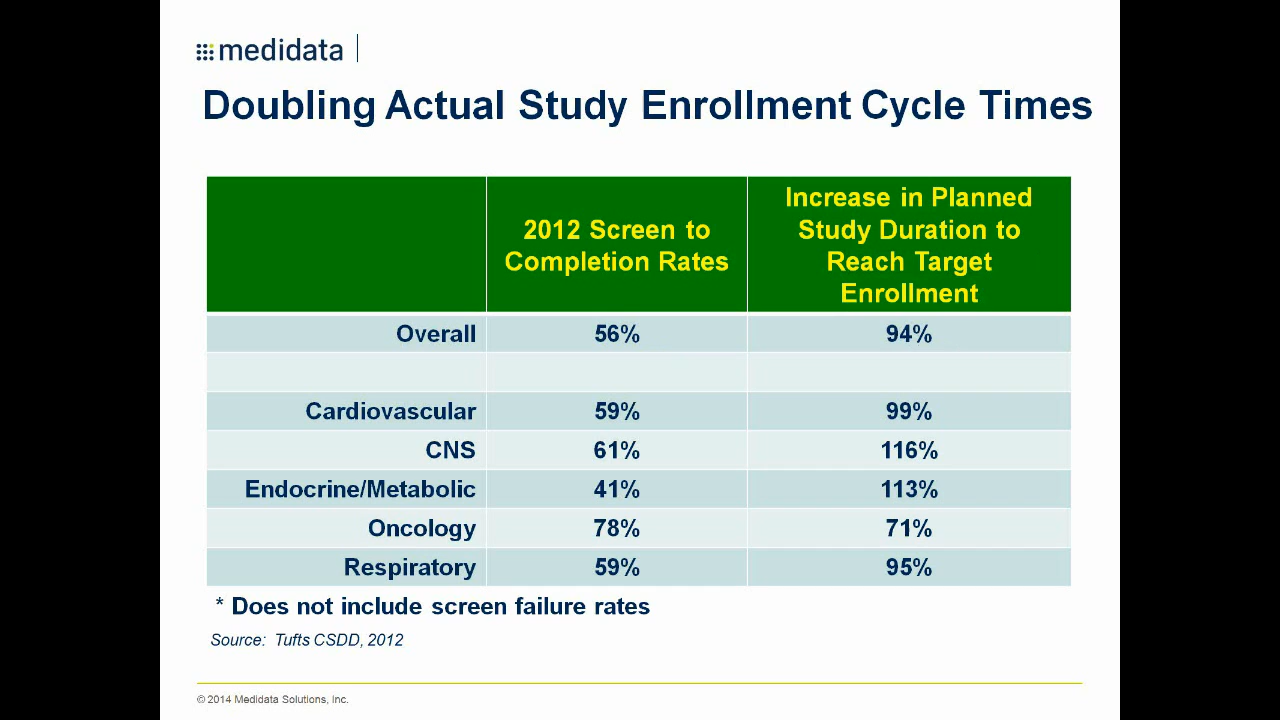 medidata
Doubling Actual Study Enrollment Cycle Times
2012 Screen to
Completion Rates
Increase in Planned
Study Duration to
Reach Target
Enrollment
Overall 56% 94%
Cardiovascular 59% 99%
CNS 61% 116%
Endocrine/Metabolic 41% 113%
Oncology 78% 71%
Respiratory 59% 95%
* Does not include screen failure rates
Source: Tufts CSDD, 2012
© 2014 Medidata Solutions, Inc.